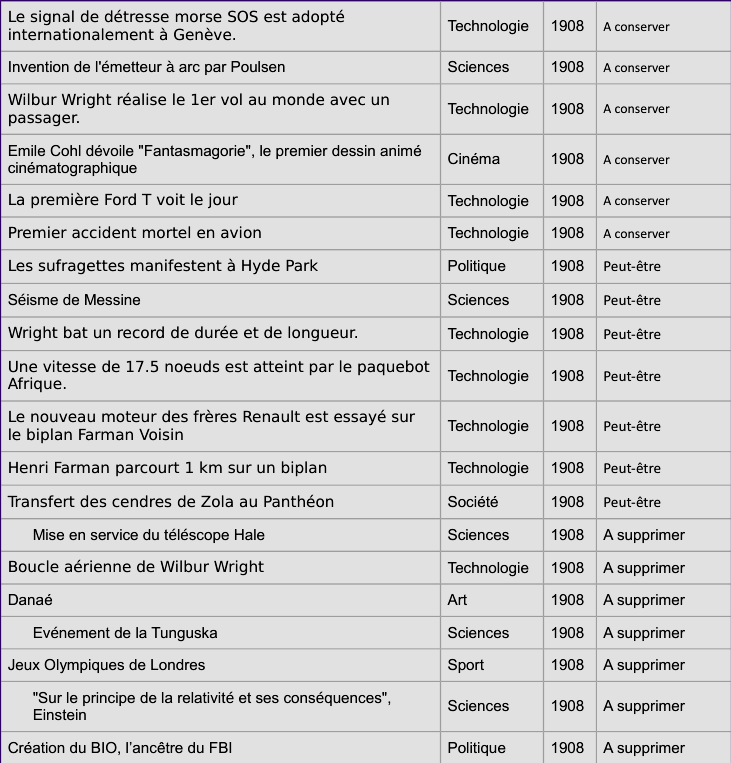 Le signal de détresse morse SOS est adopté
internationalement à Genève. Technologie 1908 A conserver
Invention de l'émetteur à arc par Poulsen Sciences 1908 A conserver
Wilbur Wright réalise le 1er vol au monde avec un
passager. Technologie 1908 A conserver
Emile Cohl dévoile "Fantasmagorie", le premier dessin animé
cinématographique Cinéma 1908 A conserver
La première Ford T voit le jour Technologie 1908 A conserver
Premier accident mortel en avion Technologie 1908 A conserver
Les sufragettes manifestent à Hyde Park Politique 1908 Peut-être
Séisme de Messine Sciences 1908 Peut-être
Wright bat un record de durée et de longueur. Technologie 1908 Peut-être
Une vitesse de 17.5 noeuds est atteint par le paquebot
Afrique. Technologie 1908 Peut-être
Le nouveau moteur des frères Renault est essayé sur
le biplan Farman Voisin Technologie 1908 Peut-être
Henri Farman parcourt 1 km sur un biplan Technologie 1908 Peut-être
Transfert des cendres de Zola au Panthéon Société 1908 Peut-être
Mise en service du téléscope Hale Sciences 1908 A supprimer
Boucle aérienne de Wilbur Wright Technologie 1908 A supprimer
Danaé Art 1908 A supprimer
Evénement de la Tunguska Sciences 1908 A supprimer
Jeux Olympiques de Londres Sport 1908 A supprimer
"Sur le principe de la relativité et ses conséquences",
Einstein Sciences 1908 A supprimer
Création du BIO, l’ancêtre du FBI Politique 1908 A supprimer